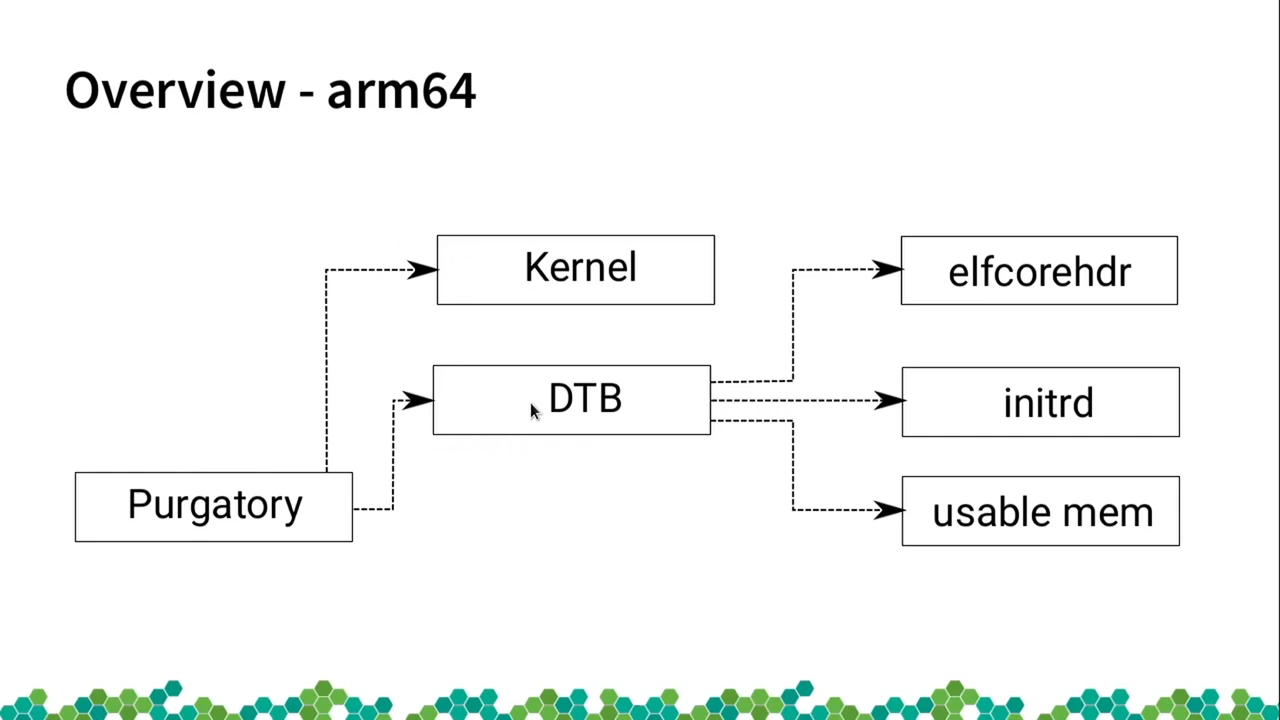 Overview - arm64
Kernel
elfcorehdr
DTB
initrd
Purgatory
usable mem